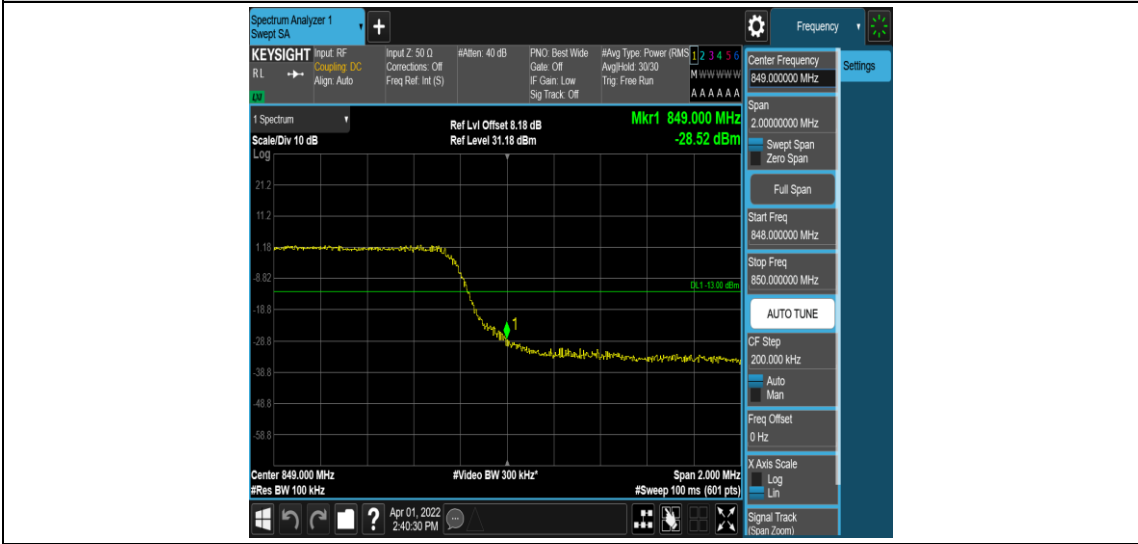 Spectrum Analyzer 1
Swept SA
+
Frequency
KEYSIGHT
R L
Input: RF
Coupling: DC
Align: Auto
Input Z: 50 Ω
Corrections: Off
Freq Ref: Int (S)
#Atten: 40 dB
PNO: Best Wide
Gate: Off
IF Gain: Low
Sig Track: Off
#Avg Type: Power (RMS
Avg|Hold: 30/30
Trig: Free Run
1 2 3 4 5 6
M W W W W W
A A A A A A
1 Spectrum
Scale/Div 10 dB
Log
Ref Lvl Offset 8.18 dB
Ref Level 31.18 dBm
Mkr1 849.000 MHz
-28.52 dBm
21.2
11.2
1.18
-8.82
-18.8
-28.8
-38.8
-48.8
-58.8
DL1 -13.00 dBm
1
Center 849.000 MHz
#Res BW 100 kHz
#Video BW 300 kHz*
Span 2.000 MHz
#Sweep 100 ms (601 pts)
?
Apr 01, 2022
2:40:30 PM
Center Frequency
849.000000 MHz
Settings
Span
2.00000000 MHz
Swept Span
Zero Span
Full Span
Start Freq
848.000000 MHz
Stop Freq
850.000000 MHz
AUTO TUNE
CF Step
200.000 kHz
Auto
Man
Freq Offset
0 Hz
X Axis Scale
Log
Lin
Signal Track
(Span Zoom)